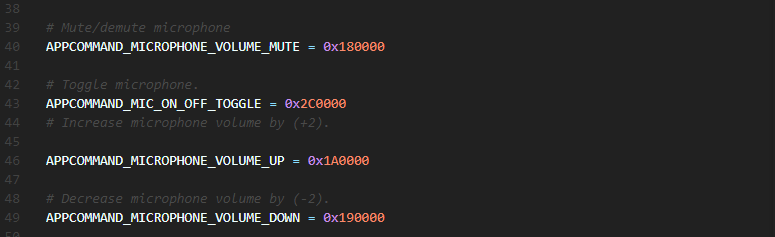 38
39 # Mute/demute microphone
40 APPCOMMAND_MICROPHONE_VOLUME_MUTE = 0x180000
41
42 # Toggle microphone.
43 APPCOMMAND_MIC_ON_OFF_TOGGLE = 0x2C0000
44 # Increase microphone volume by (+2).
45
46 APPCOMMAND_MICROPHONE_VOLUME_UP = 0x1A0000
47
48 # Decrease microphone volume by (-2).
49 APPCOMMAND_MICROPHONE_VOLUME_DOWN = 0x190000